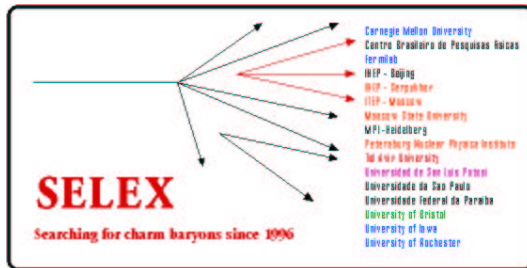 Carnegie Mellon University
Centro Brasileiro de Pesquisas Fisicas
Fermilab
IHEP - Beijing
IHEP - Serpukhov
ITEP - Moscow
Moscow State University
MPI-Heidelberg
Petersburg Nuclear Physics Institute
Tel Aviv University
Universidad de San Luis Potosi
Universidade da Sao Paulo
Universidade Federal da Paraiba
University of Bristol
University of Iowa
University of Rochester
SELEX
Searching for charm baryons since 1996